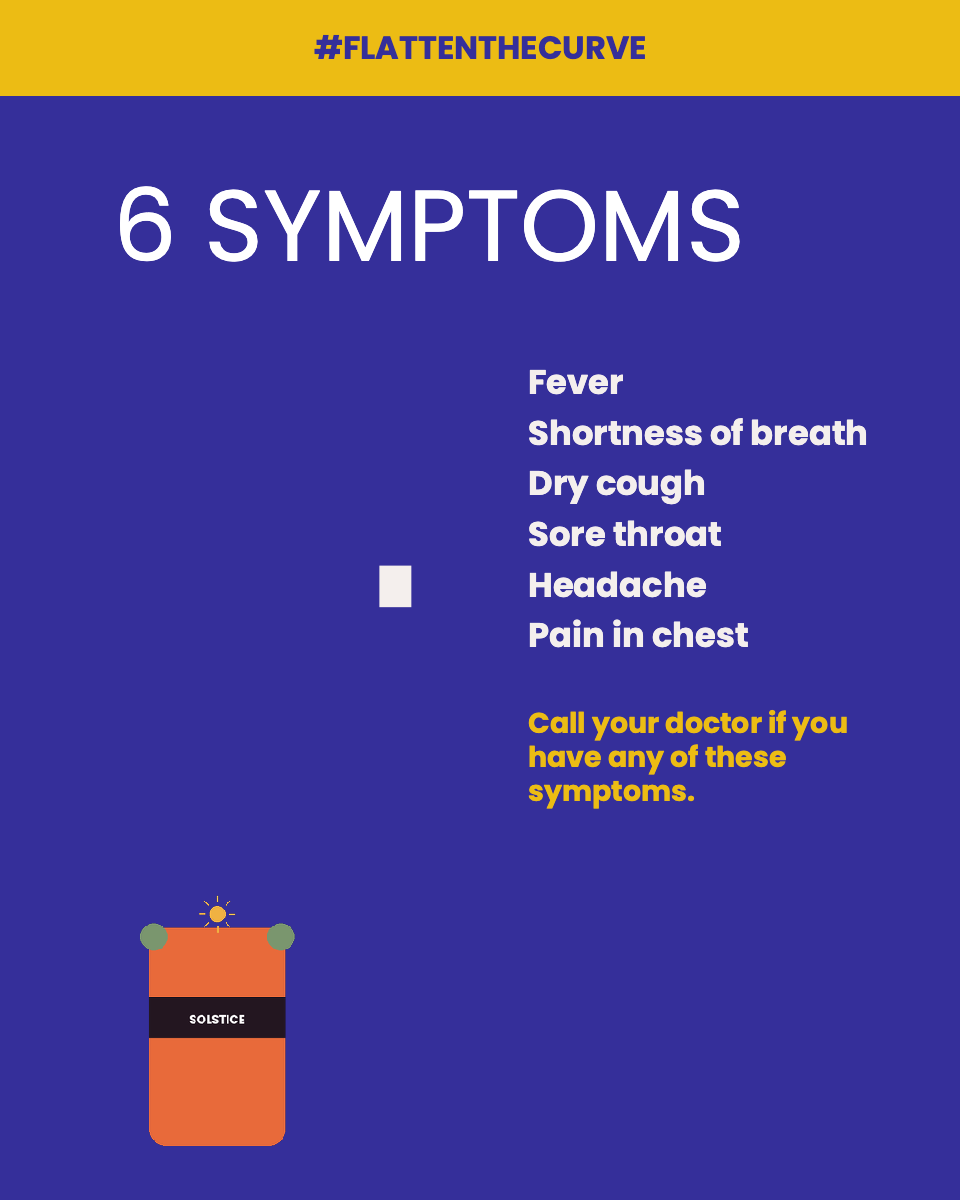 #FLATTENTHECURVE
6 SYMPTOMS
Fever
Shortness of breath
Dry cough
Sore throat
Headache
Pain in chest
Call your doctor if you
have any of these
symptoms.
SOLSTICE